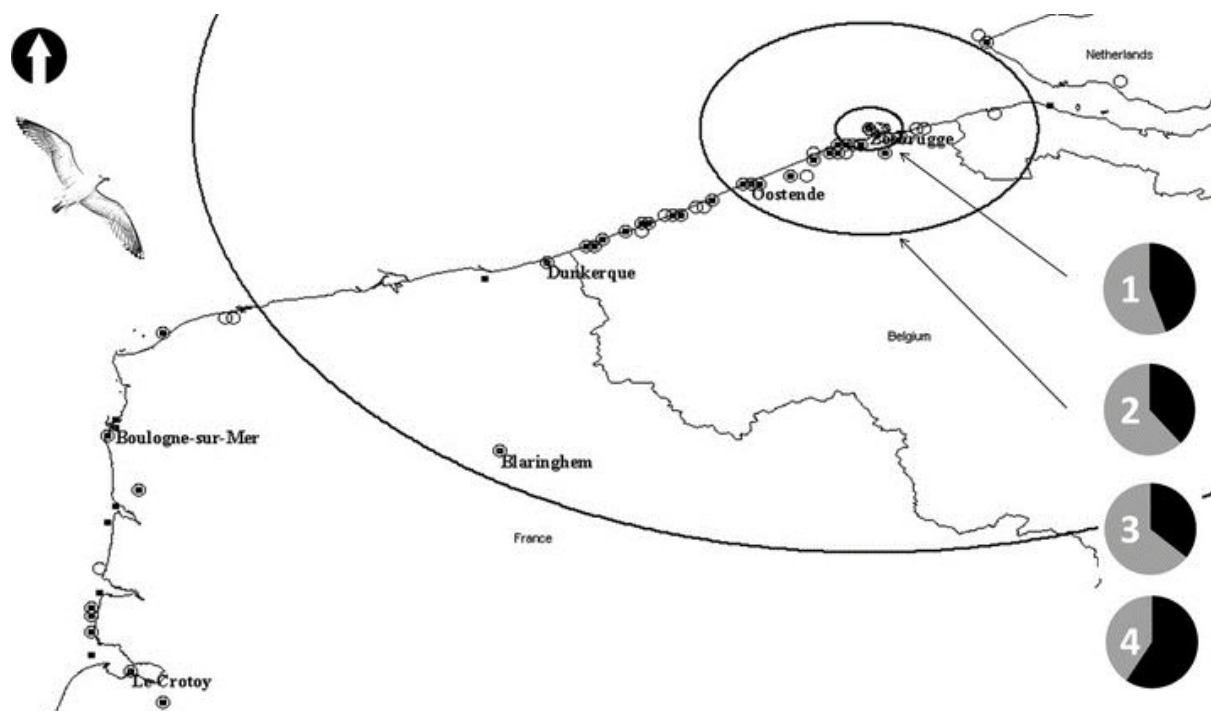 Netherlands
Zeebrugge
Oostende
Dunkerque
1
Belgium
2
Boulogne-sur-Mer
Blaringhem
3
France
4
Le Crotoy